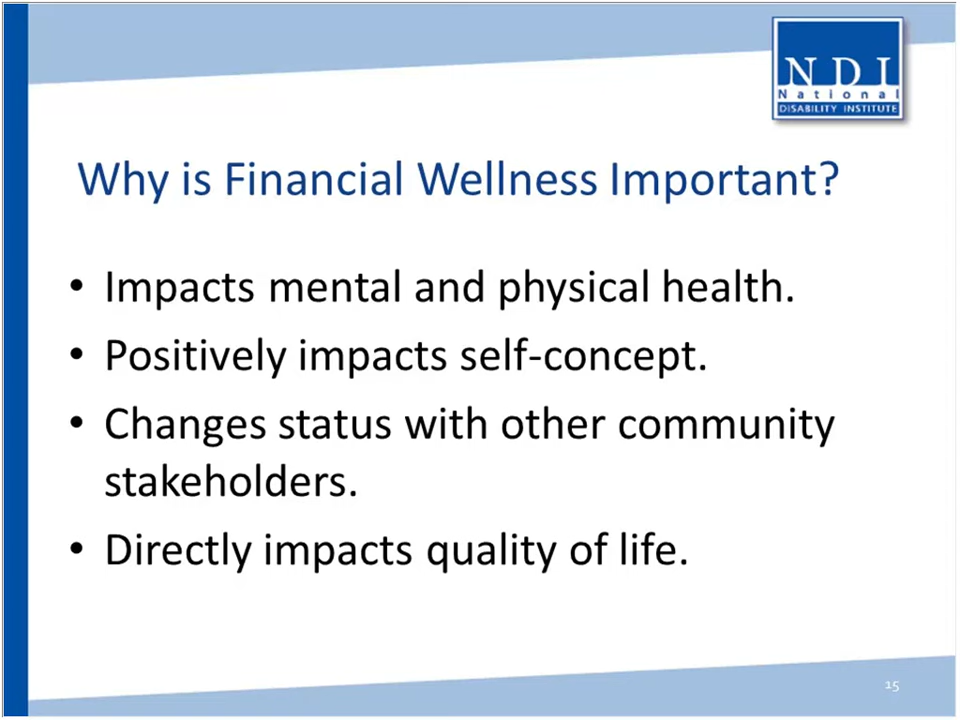 NDI
National
DISABILITY INSTITUTE
Why is Financial Wellness Important?
• Impacts mental and physical health.
• Positively impacts self-concept.
• Changes status with other community
stakeholders.
• Directly impacts quality of life.
15